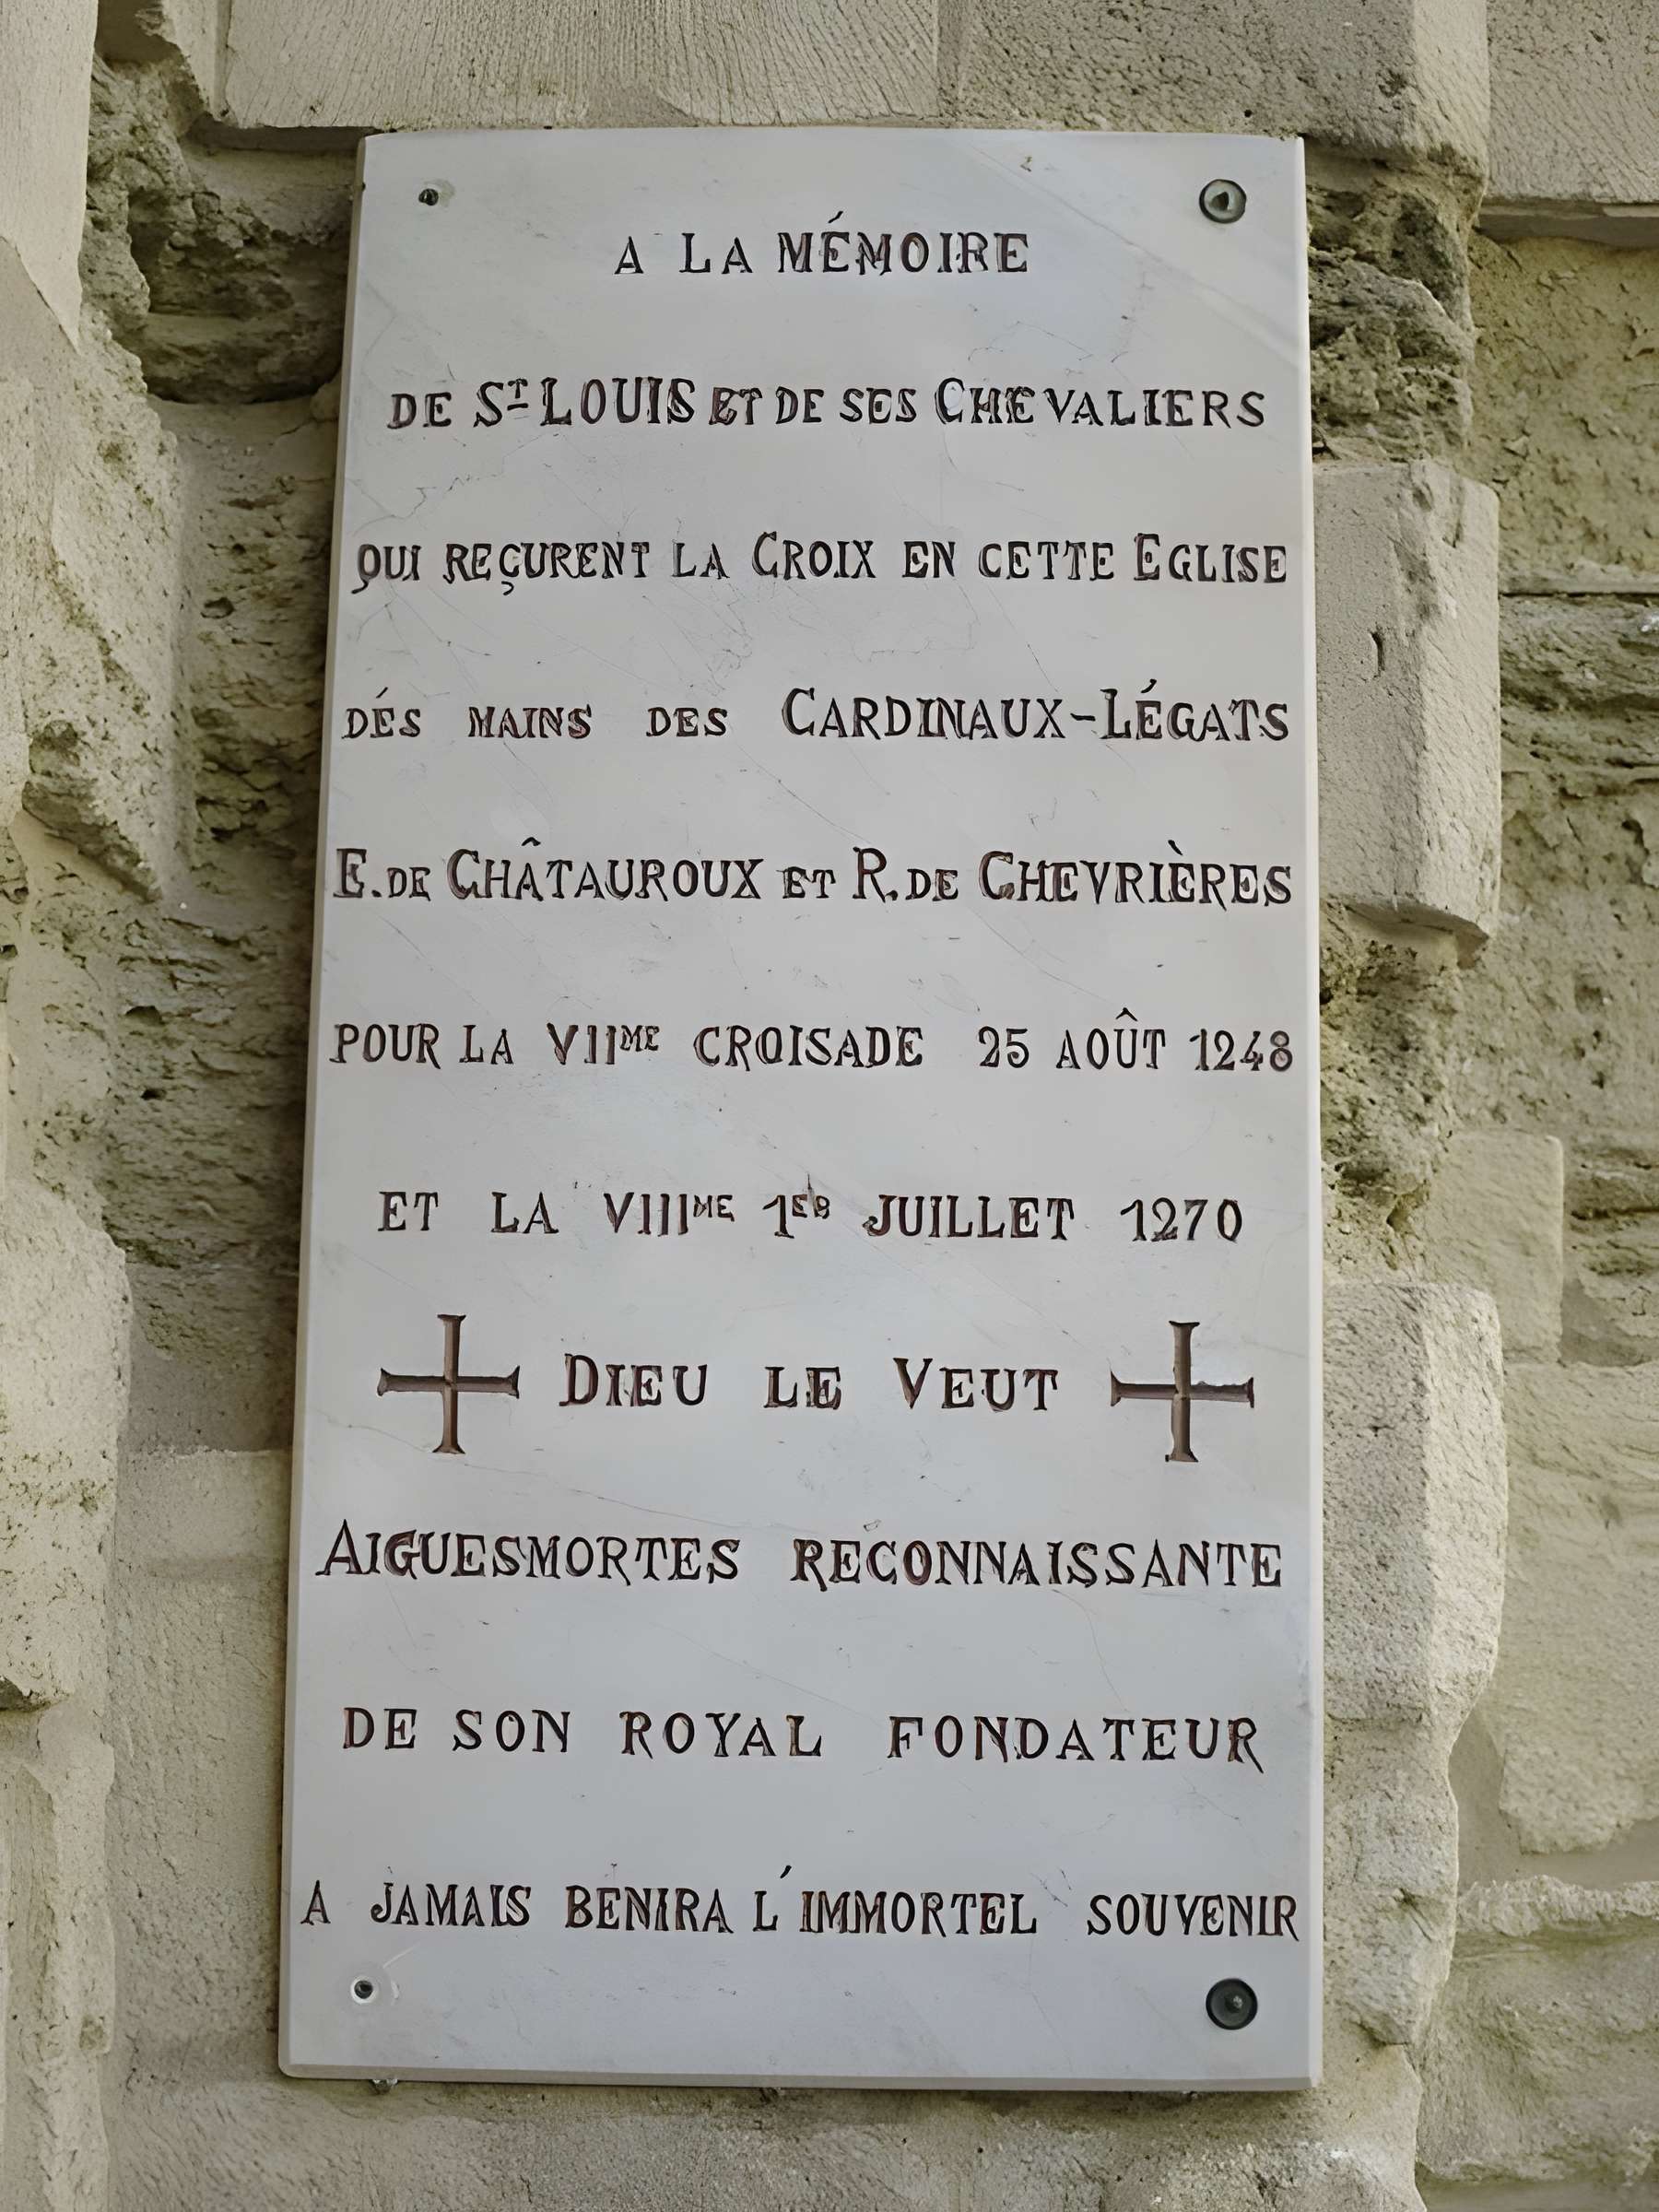 A LA MÉMOIRE
DE ST LOUIS ET DE SES CHEVALIERS
QUI REÇURENT LA CROIX EN CETTE EGLISE
DÉS MAINS DES CARDINAUX-LÉGATS
E. DE CHÂTAUROUX ET R. DE CHEVRIÈRES
POUR LA VIIME CROISADE 25 AOÛT 1248
ET LA VIIIME 1ER JUILLET 1270
DIEU LE VEUT
AIGUESMORTES RECONNAISSANTE
DE SON ROYAL FONDATEUR
A JAMAIS BENIRA L'IMMORTEL SOUVENIR